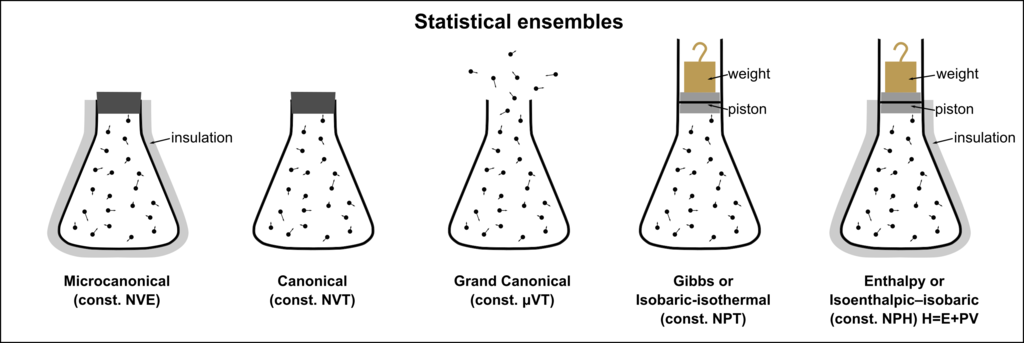 Statistical ensembles
insulation
weight
piston
weight
piston
insulation
Microcanonical
(const. NVE)
Canonical
(const. NVT)
Grand Canonical
(const. μVT)
Gibbs or
Isobaric-isothermal
(const. NPT)
Enthalpy or
Isoenthalpic–isobaric
(const. NPH) H=E+PV